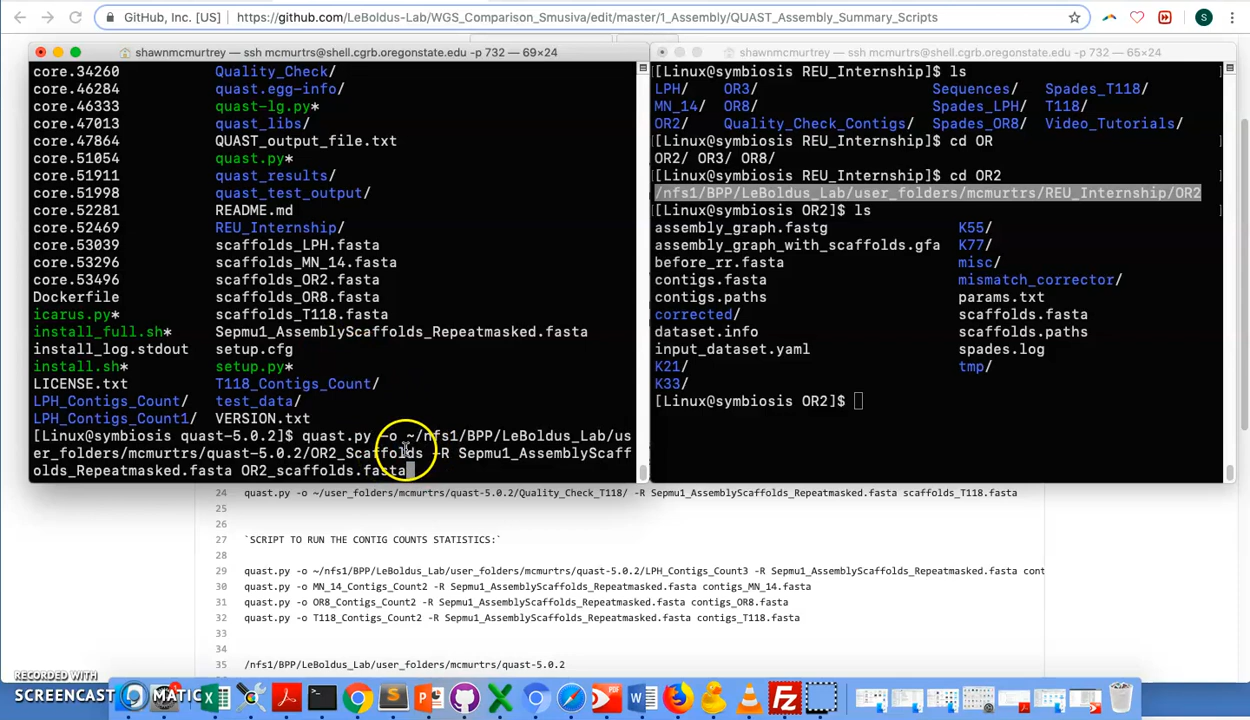 GitHub, Inc. [US]
https://github.com/LeBoldus-Lab/WGS_Comparison_Smusiva/edit/master/1_Assembly/QUAST_Assembly_Summary_Scripts
S
shawnmcmurtrey — ssh mcmurtrs@shell.cgrb.oregonstate.edu -p 732 — 69×24
core.34260 Quality_Check/
core.46284 quast.egg-info/
core.46333 quast-lg.py*
core.47013 quast_libs/
core.47864 QUAST_output_file.txt
core.51054 quast.py*
core.51911 quast_results/
core.51998 quast_test_output/
core.52281 README.md
core.52469 REU_Internship/
core.53039 scaffolds_LPH.fasta
core.53296 scaffolds_MN_14.fasta
core.53496 scaffolds_OR2.fasta
Dockerfile scaffolds_OR8.fasta
icarus.py* scaffolds_T118.fasta
install_full.sh* Sepmu1_AssemblyScaffolds_Repeatmasked.fasta
install_log.stdout setup.cfg
install.sh* setup.py*
LICENSE.txt T118_Contigs_Count/
LPH_Contigs_Count/ test_data/
LPH_Contigs_Count1/ VERSION.txt
[Linux@symbiosis quast-5.0.2]$ quast.py -o ~/nfs1/BPP/LeBoldus_Lab/us
er_folders/mcmurtrs/quast-5.0.2/OR2_Scaffolds -R Sepmu1_AssemblyScaff
olds_Repeatmasked.fasta OR2_scaffolds.fasta
shawnmcmurtrey — ssh mcmurtrs@shell.cgrb.oregonstate.edu -p 732 — 65×24
[[Linux@symbiosis REU_Internship]$ ls
LPH/ OR3/ Sequences/ Spades_T118/
MN_14/ OR8/ Spades_LPH/ T118/
OR2/ Quality_Check_Contigs/ Spades_OR8/ Video_Tutorials/
[[Linux@symbiosis REU_Internship]$ cd OR
OR2/ OR3/ OR8/
[[Linux@symbiosis REU_Internship]$ cd OR2
/nfs1/BPP/LeBoldus_Lab/user_folders/mcmurtrs/REU_Internship/OR2
[[Linux@symbiosis OR2]$ ls
assembly_graph.fastg K55/
assembly_graph_with_scaffolds.gfa K77/
before_rr.fasta misc/
contigs.fasta mismatch_corrector/
contigs.paths params.txt
corrected/ scaffolds.fasta
dataset.info scaffolds.paths
input_dataset.yaml spades.log
K21/ tmp/
K33/
[Linux@symbiosis OR2]$
24 quast.py -o ~/user_folders/mcmurtrs/quast-5.0.2/Quality_Check_T118/ -R Sepmu1_AssemblyScaffolds_Repeatmasked.fasta scaffolds_T118.fasta
25
26
27 `SCRIPT TO RUN THE CONTIG COUNTS STATISTICS:`
28
29 quast.py -o ~/nfs1/BPP/LeBoldus_Lab/user_folders/mcmurtrs/quast-5.0.2/LPH_Contigs_Count3 -R Sepmu1_AssemblyScaffolds_Repeatmasked.fasta cont
30 quast.py -o MN_14_Contigs_Count2 -R Sepmu1_AssemblyScaffolds_Repeatmasked.fasta contigs_MN_14.fasta
31 quast.py -o OR8_Contigs_Count2 -R Sepmu1_AssemblyScaffolds_Repeatmasked.fasta contigs_OR8.fasta
32 quast.py -o T118_Contigs_Count2 -R Sepmu1_AssemblyScaffolds_Repeatmasked.fasta contigs_T118.fasta
33
34
35 /nfs1/BPP/LeBoldus_Lab/user_folders/mcmurtrs/quast-5.0.2
RECORDED WITH
SCREENCAST MATIC